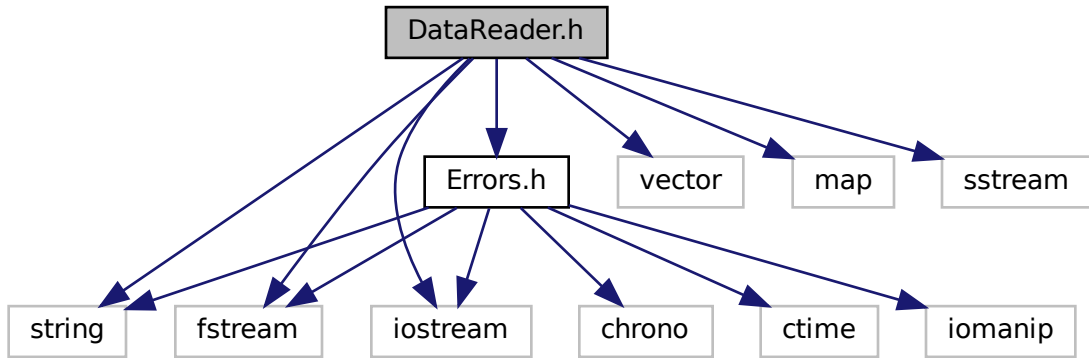 DataReader.h
Errors.h
vector
map
sstream
string
fstream
iostream
chrono
ctime
iomanip